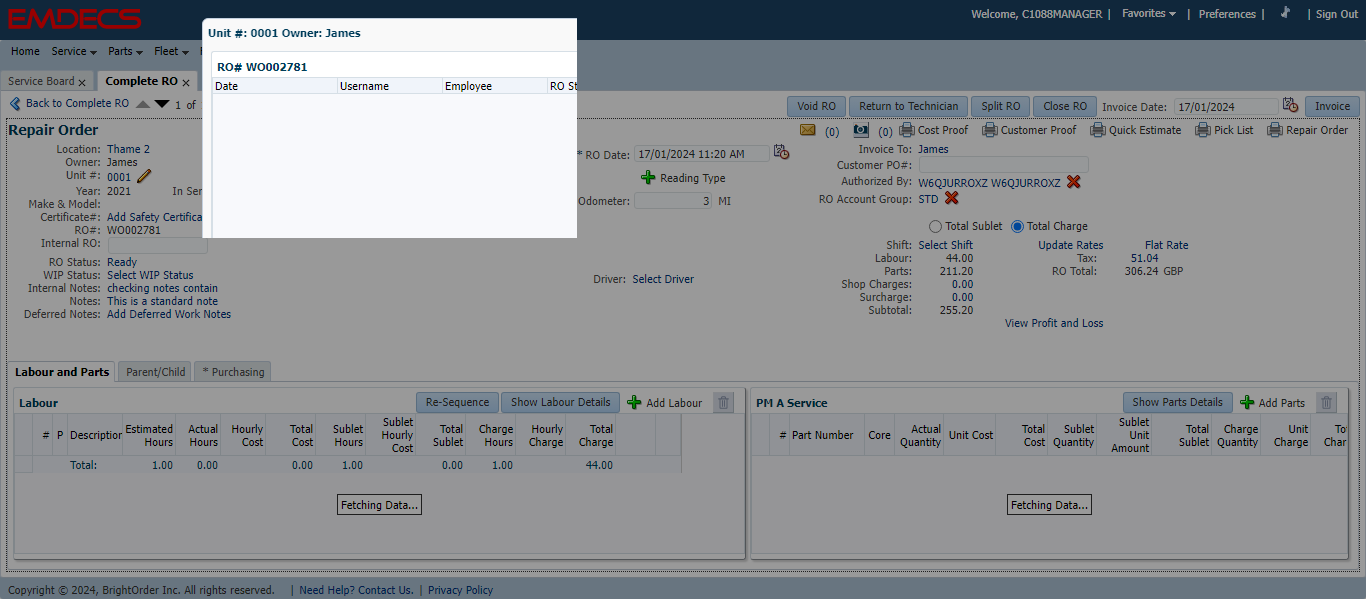 EMDECS
Welcome, C1088MANAGER | Favorites | Preferences | | Sign Out
Home Service Parts Fleet
Service Board x Complete RO x
Back to Complete RO 1 of
Void RO Return to Technician Split RO Close RO Invoice Date: 17/01/2024 Invoice
Unit #: 0001 Owner: James
RO# WO002781
Date Username Employee RO St
Repair Order
(0) (0) Cost Proof Customer Proof Quick Estimate Pick List Repair Order
Location: Thame 2
Owner: James
Unit #: 0001
Year: 2021 In Ser
Make & Model:
Certificate#: Add Safety Certifica
RO#: WO002781
Internal RO:
RO Status: Ready
WIP Status: Select WIP Status
Internal Notes: checking notes contain
Notes: This is a standard note
Deferred Notes: Add Deferred Work Notes
* RO Date: 17/01/2024 11:20 AM
Reading Type
Odometer: 3 MI
Driver: Select Driver
Invoice To: James
Customer PO#:
Authorized By: W6QJURROXZ W6QJURROXZ
RO Account Group: STD
Total Sublet Total Charge
Shift: Select Shift Update Rates Flat Rate
Labour: 44.00 Tax: 51.04
Parts: 211.20 RO Total: 306.24 GBP
Shop Charges: 0.00
Surcharge: 0.00
Subtotal: 255.20
View Profit and Loss
Labour and Parts Parent/Child * Purchasing
Labour Re-Sequence Show Labour Details Add Labour
# P Description Estimated Hours Actual Hours Hourly Cost Total Cost Sublet Hours Sublet Hourly Cost Total Sublet Charge Hours Hourly Charge Total Charge
Total: 1.00 0.00 0.00 1.00 0.00 1.00 44.00
Fetching Data...
PM A Service Show Parts Details Add Parts
# Part Number Core Actual Quantity Unit Cost Total Cost Sublet Quantity Sublet Unit Amount Total Sublet Charge Quantity Unit Charge Tot Char
Fetching Data...
Copyright © 2024, BrightOrder Inc. All rights reserved. | Need Help? Contact Us. | Privacy Policy